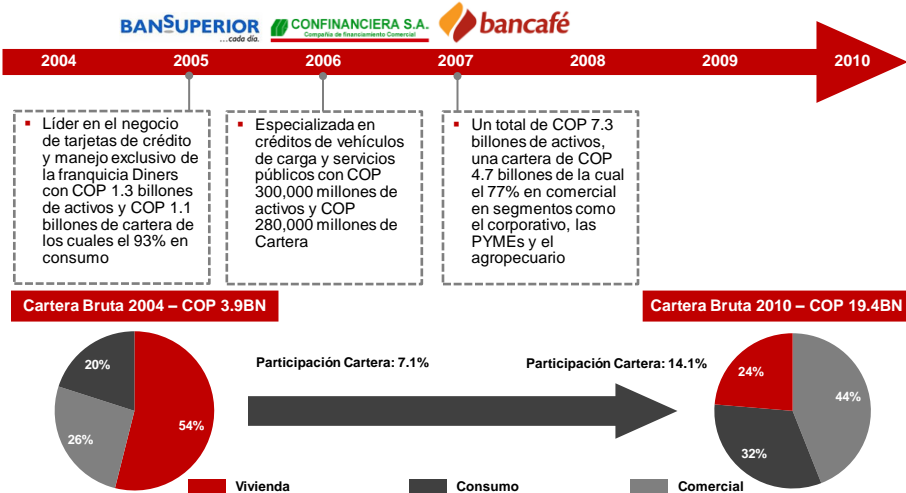 BANSUPERIOR
...cada día.
CONFINANCIERA S.A.
Compañía de financiamiento Comercial
bancafé
2004 2005 2006 2007 2008 2009 2010
Líder en el negocio
de tarjetas de crédito
y manejo exclusivo de
la franquicia Diners
con COP 1.3 billones
de activos y COP 1.1
billones de cartera de
los cuales el 93% en
consumo
Especializada en
créditos de vehículos
de carga y servicios
públicos con COP
300,000 millones de
activos y COP
280,000 millones de
Cartera
Un total de COP 7.3
billones de activos,
una cartera de COP
4.7 billones de la cual
el 77% en comercial
en segmentos como
el corporativo, las
PYMEs y el
agropecuario
Cartera Bruta 2004 – COP 3.9BN
Cartera Bruta 2010 – COP 19.4BN
20%
26%
54%
Participación Cartera: 7.1%
Participación Cartera: 14.1%
24%
44%
32%
Vivienda
Consumo
Comercial